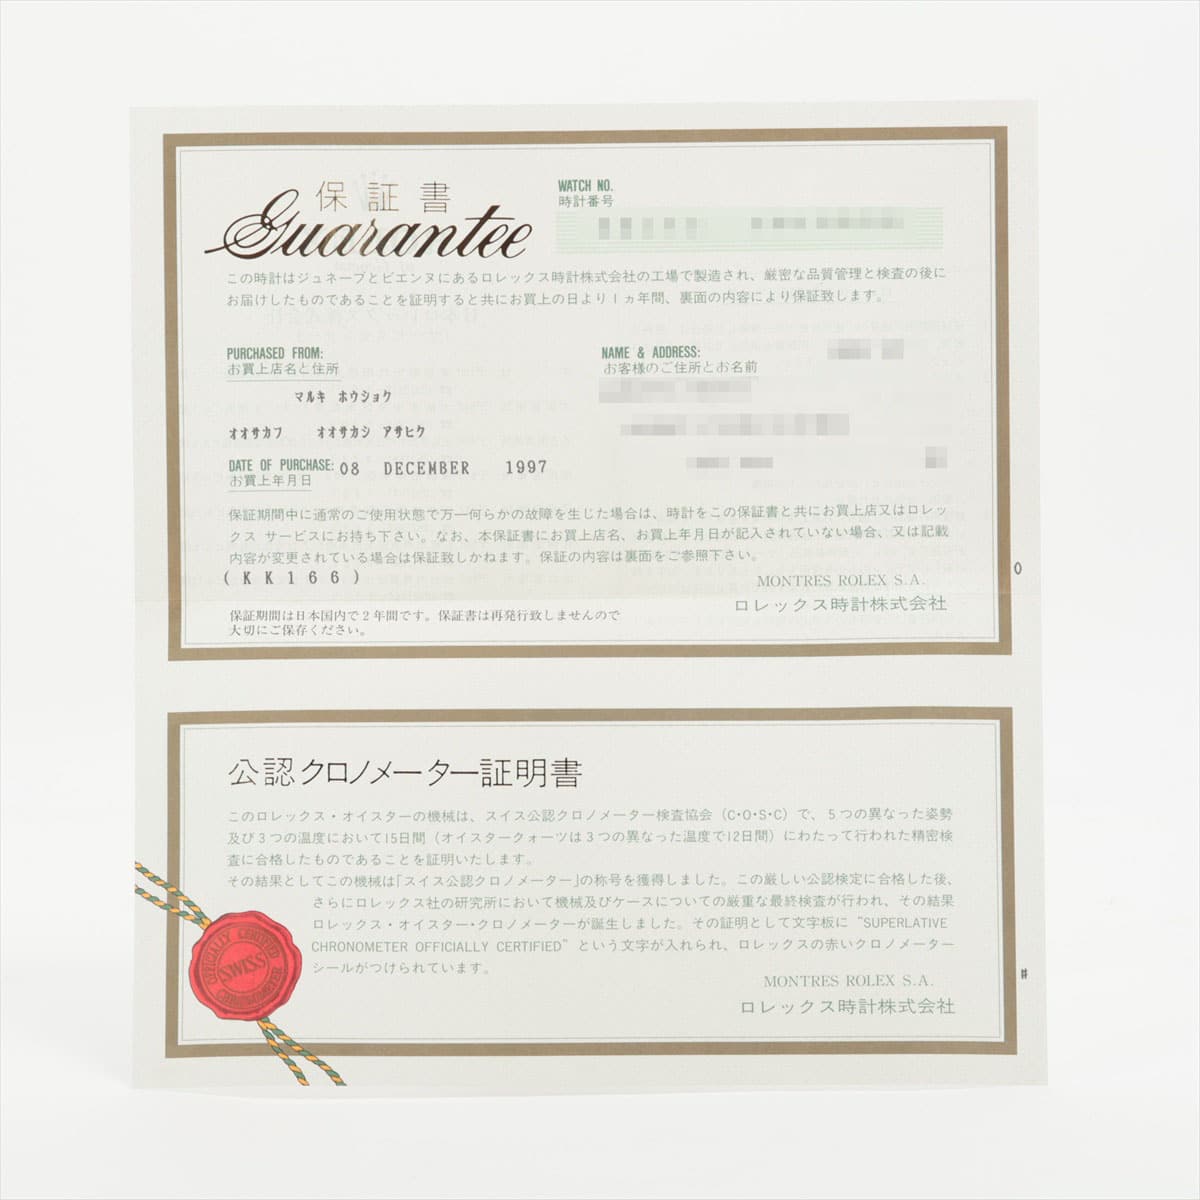 保証書
Guarantee
WATCH NO.
時計番号
この時計はジュネーブとビエンヌにあるロレックス時計株式会社の工場で製造され、厳密な品質管理と検査の後に
お届けしたものであることを証明すると共にお買上の日より1ヵ年間、裏面の内容により保証致します。
PURCHASED FROM:
お買上店名と住所
マルキ ホウショク
オオサカフ オオサカシ アサヒク
DATE OF PURCHASE: 08 DECEMBER 1997
お買上年月日
NAME & ADDRESS:
お客様のご住所とお名前
保証期間中に通常のご使用状態で万一何らかの故障を生じた場合は、時計をこの保証書と共にお買上店又はロレッ
クス サービスにお持ち下さい。なお、本保証書にお買上店名、お買上年月日が記入されていない場合、又は記載
内容が変更されている場合は保証致しかねます。保証の内容は裏面をご参照下さい。
(KK166)
MONTRES ROLEX S.A.
ロレックス時計株式会社
保証期間は日本国内で2年間です。保証書は再発行致しませんので
大切にご保存ください。
O
公認クロノメーター証明書
このロレックス・オイスターの機械は、スイス公認クロノメーター検査協会（C・O・S・C）で、5つの異なった姿勢
及び3つの温度において15日間（オイスタークォーツは3つの異なった温度で12日間）にわたって行われた精密検
査に合格したものであることを証明いたします。
その結果としてこの機械は「スイス公認クロノメーター」の称号を獲得しました。この厳しい公認検定に合格した後、
さらにロレックス社の研究所において機械及びケースについての厳重な最終検査が行われ、その結果
ロレックス・オイスター・クロノメーターが誕生しました。その証明として文字板に“SUPERLATIVE
CHRONOMETER OFFICIALLY CERTIFIED”という文字が入れられ、ロレックスの赤いクロノメーター
シールがつけられています。
OFFICIALLY CERTIFIED
SWISS
CHRONOMETER
MONTRES ROLEX S.A.
ロレックス時計株式会社
#